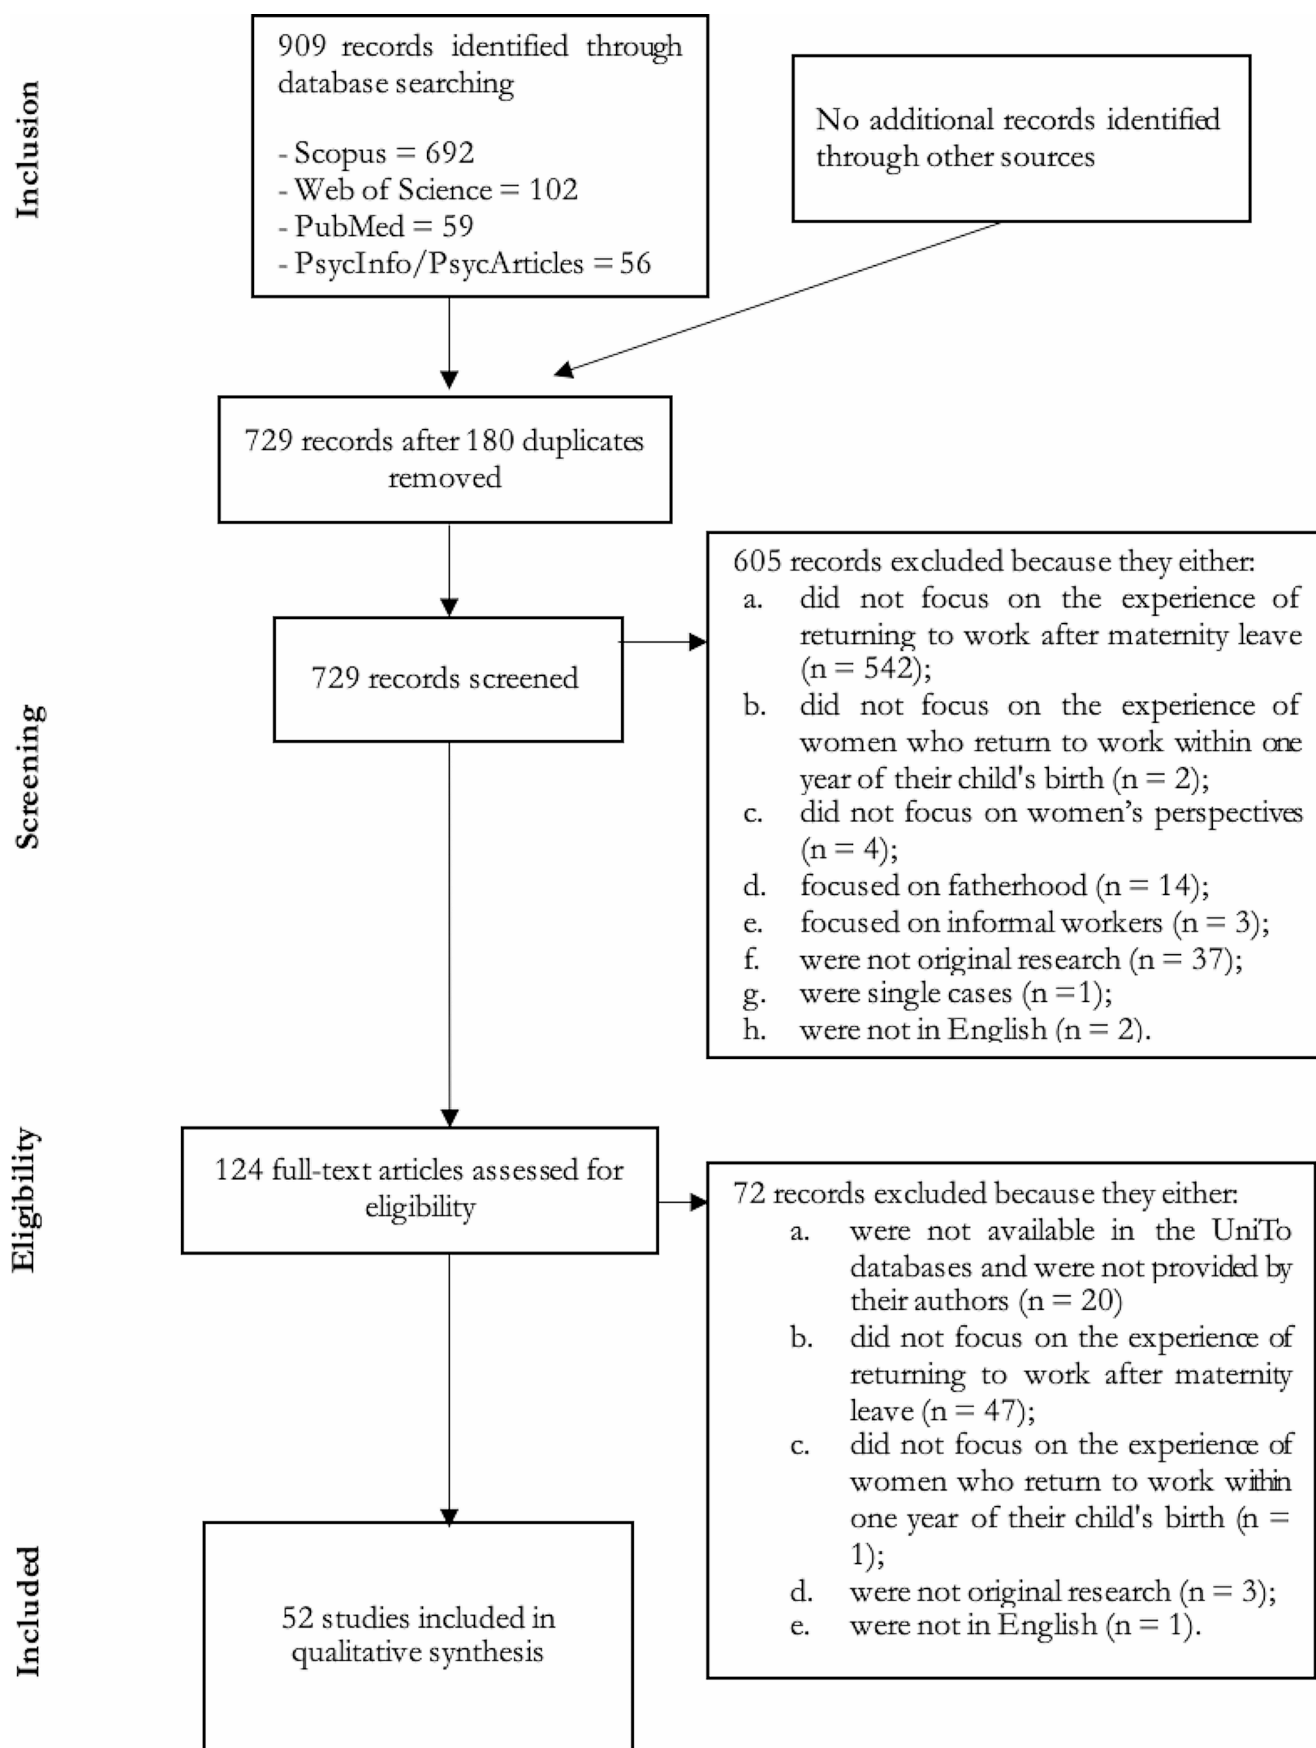 Inclusion
909 records identified through
database searching
- Scopus = 692
- Web of Science = 102
- PubMed = 59
- PsycInfo/PsycArticles = 56
No additional records identified
through other sources
729 records after 180 duplicates
removed
Screening
729 records screened
605 records excluded because they either:
a. did not focus on the experience of
returning to work after maternity leave
(n = 542);
b. did not focus on the experience of
women who return to work within one
year of their child's birth (n = 2);
c. did not focus on women’s perspectives
(n = 4);
d. focused on fatherhood (n = 14);
e. focused on informal workers (n = 3);
f. were not original research (n = 37);
g. were single cases (n =1);
h. were not in English (n = 2).
Eligibility
124 full-text articles assessed for
eligibility
72 records excluded because they either:
a. were not available in the UniTo
databases and were not provided by
their authors (n = 20)
b. did not focus on the experience of
returning to work after maternity
leave (n = 47);
c. did not focus on the experience of
women who return to work within
one year of their child's birth (n =
1);
d. were not original research (n = 3);
e. were not in English (n = 1).
Included
52 studies included in
qualitative synthesis